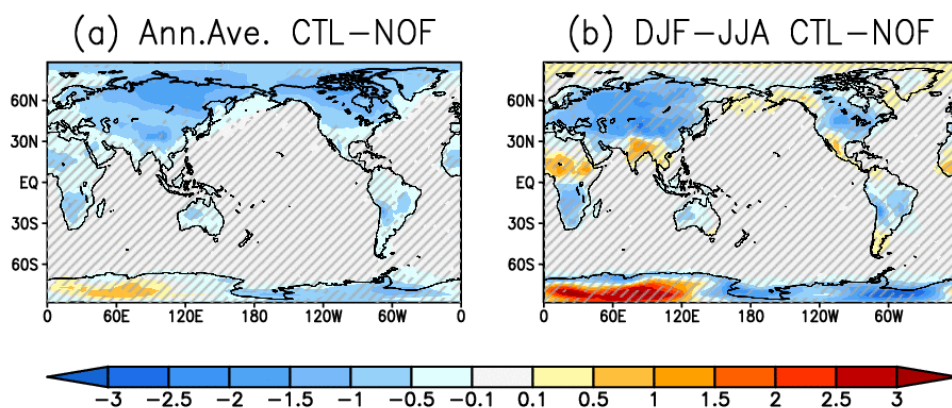 (a) Ann.Ave. CTL−NOF
(b) DJF−JJA CTL−NOF
60N
30N
EQ
30S
60S
0 60E 120E 180 120W 60W 0
60N
30N
EQ
30S
60S
0 60E 120E 180 120W 60W
−3 −2.5 −2 −1.5 −1 −0.5 −0.1 0.1 0.5 1 1.5 2 2.5 3